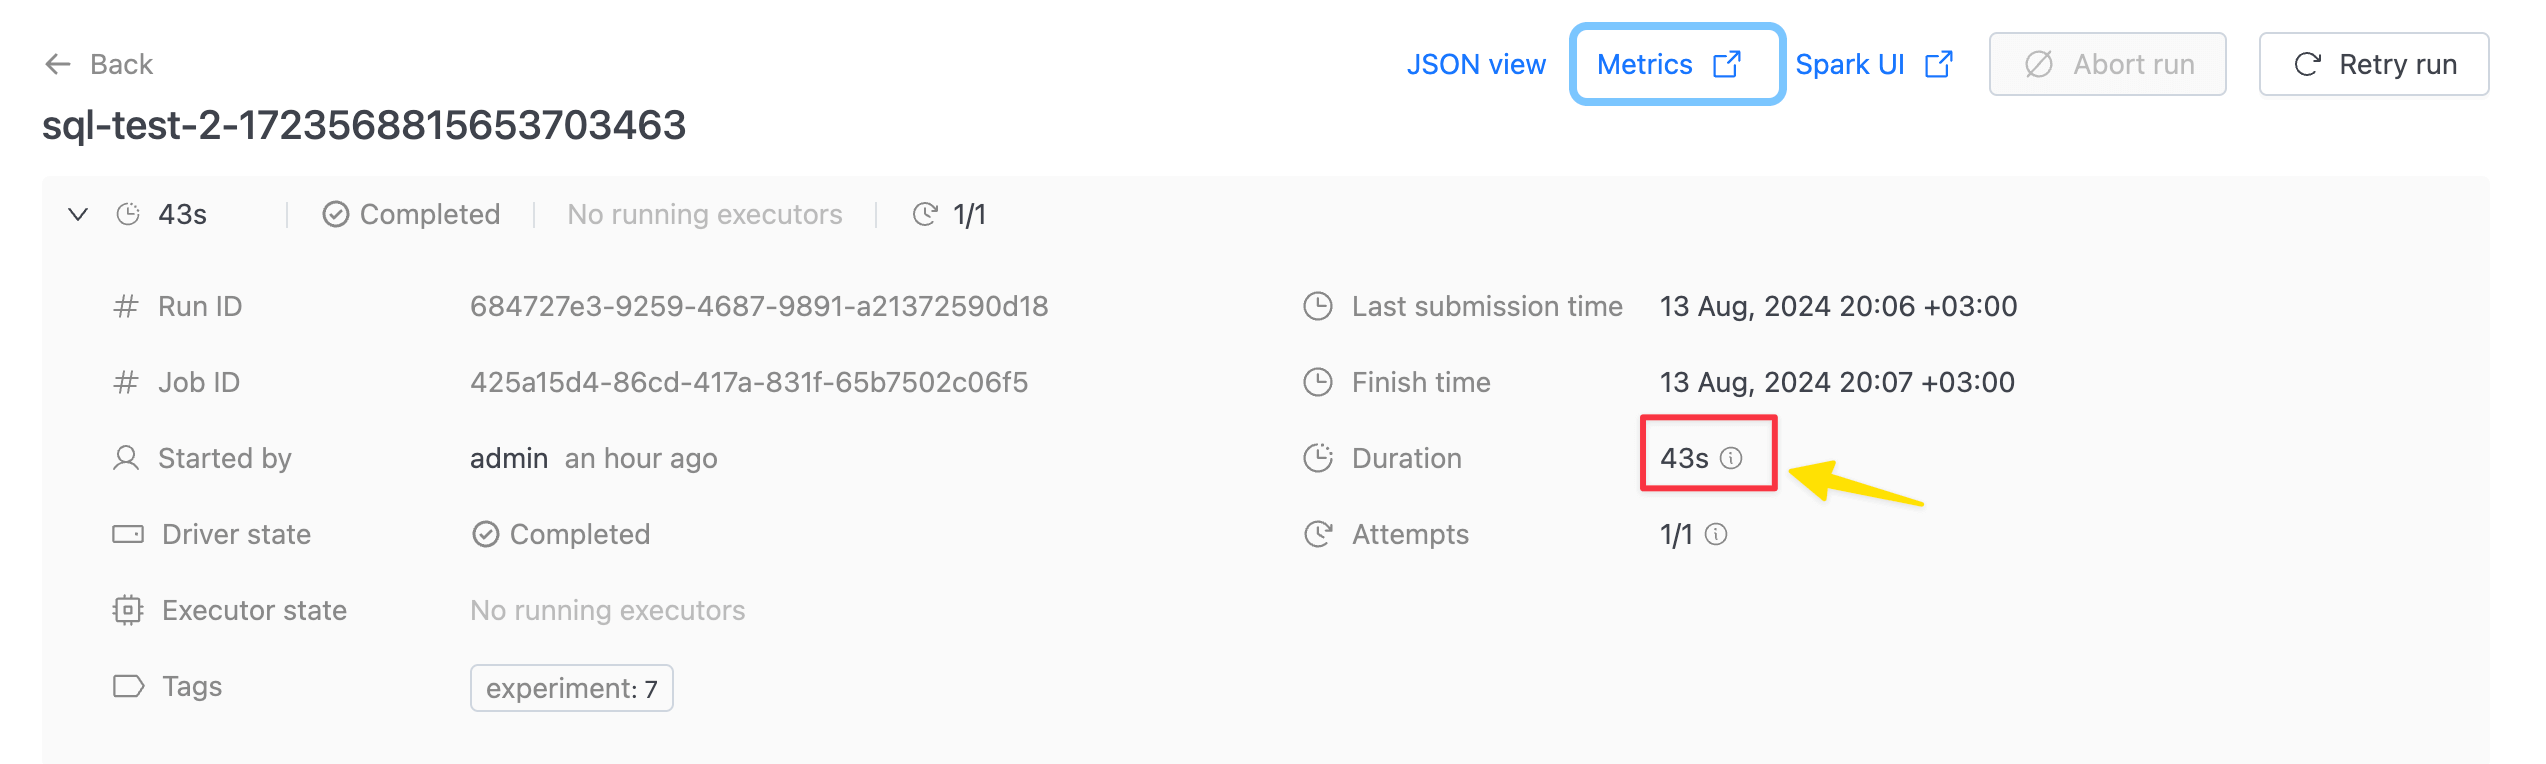 Back
JSON view Metrics Spark UI Abort run Retry run
sql-test-2-1723568815653703463
43s Completed No running executors 1/1
Run ID 684727e3-9259-4687-9891-a21372590d18
Last submission time 13 Aug, 2024 20:06 +03:00
Job ID 425a15d4-86cd-417a-831f-65b7502c06f5
Finish time 13 Aug, 2024 20:07 +03:00
Started by admin an hour ago
Duration 43s
Driver state Completed
Attempts 1/1
Executor state No running executors
Tags experiment: 7